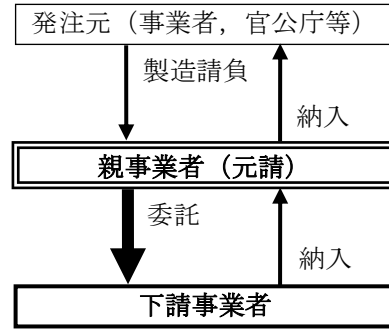 発注元（事業者，官公庁等）
製造請負
納入
親事業者（元請）
委託
納入
下請事業者